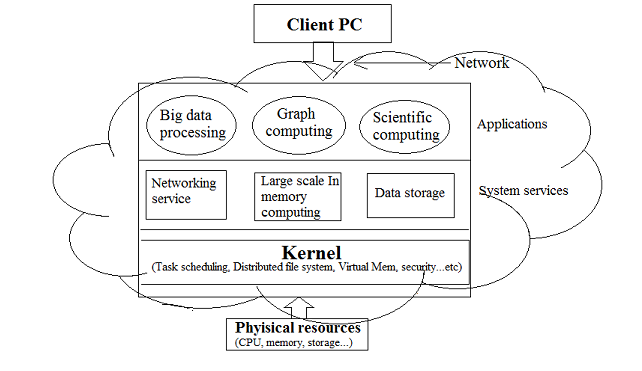 Client PC
Network
Big data
processing
Graph
computing
Scientific
computing
Applications
Networking
service
Large scale In
memory
computing
Data storage
System services
Kernel
(Task scheduling, Distributed file system, Virtual Mem, security...etc)
Phyisical resources
(CPU, memory, storage...)